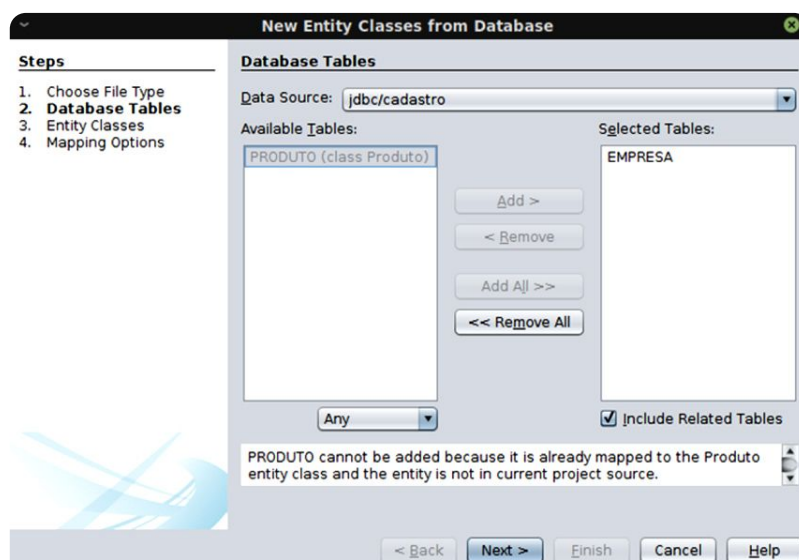 New Entity Classes from Database
Steps
1. Choose File Type
2. Database Tables
3. Entity Classes
4. Mapping Options
Database Tables
Data Source: jdbc/cadastro
Available Tables:
PRODUTO (class Produto)
Add >
< Remove
Add All >>
<< Remove All
Any
Selected Tables:
EMPRESA
Include Related Tables
PRODUTO cannot be added because it is already mapped to the Produto
entity class and the entity is not in current project source.
< Back Next > Finish Cancel Help